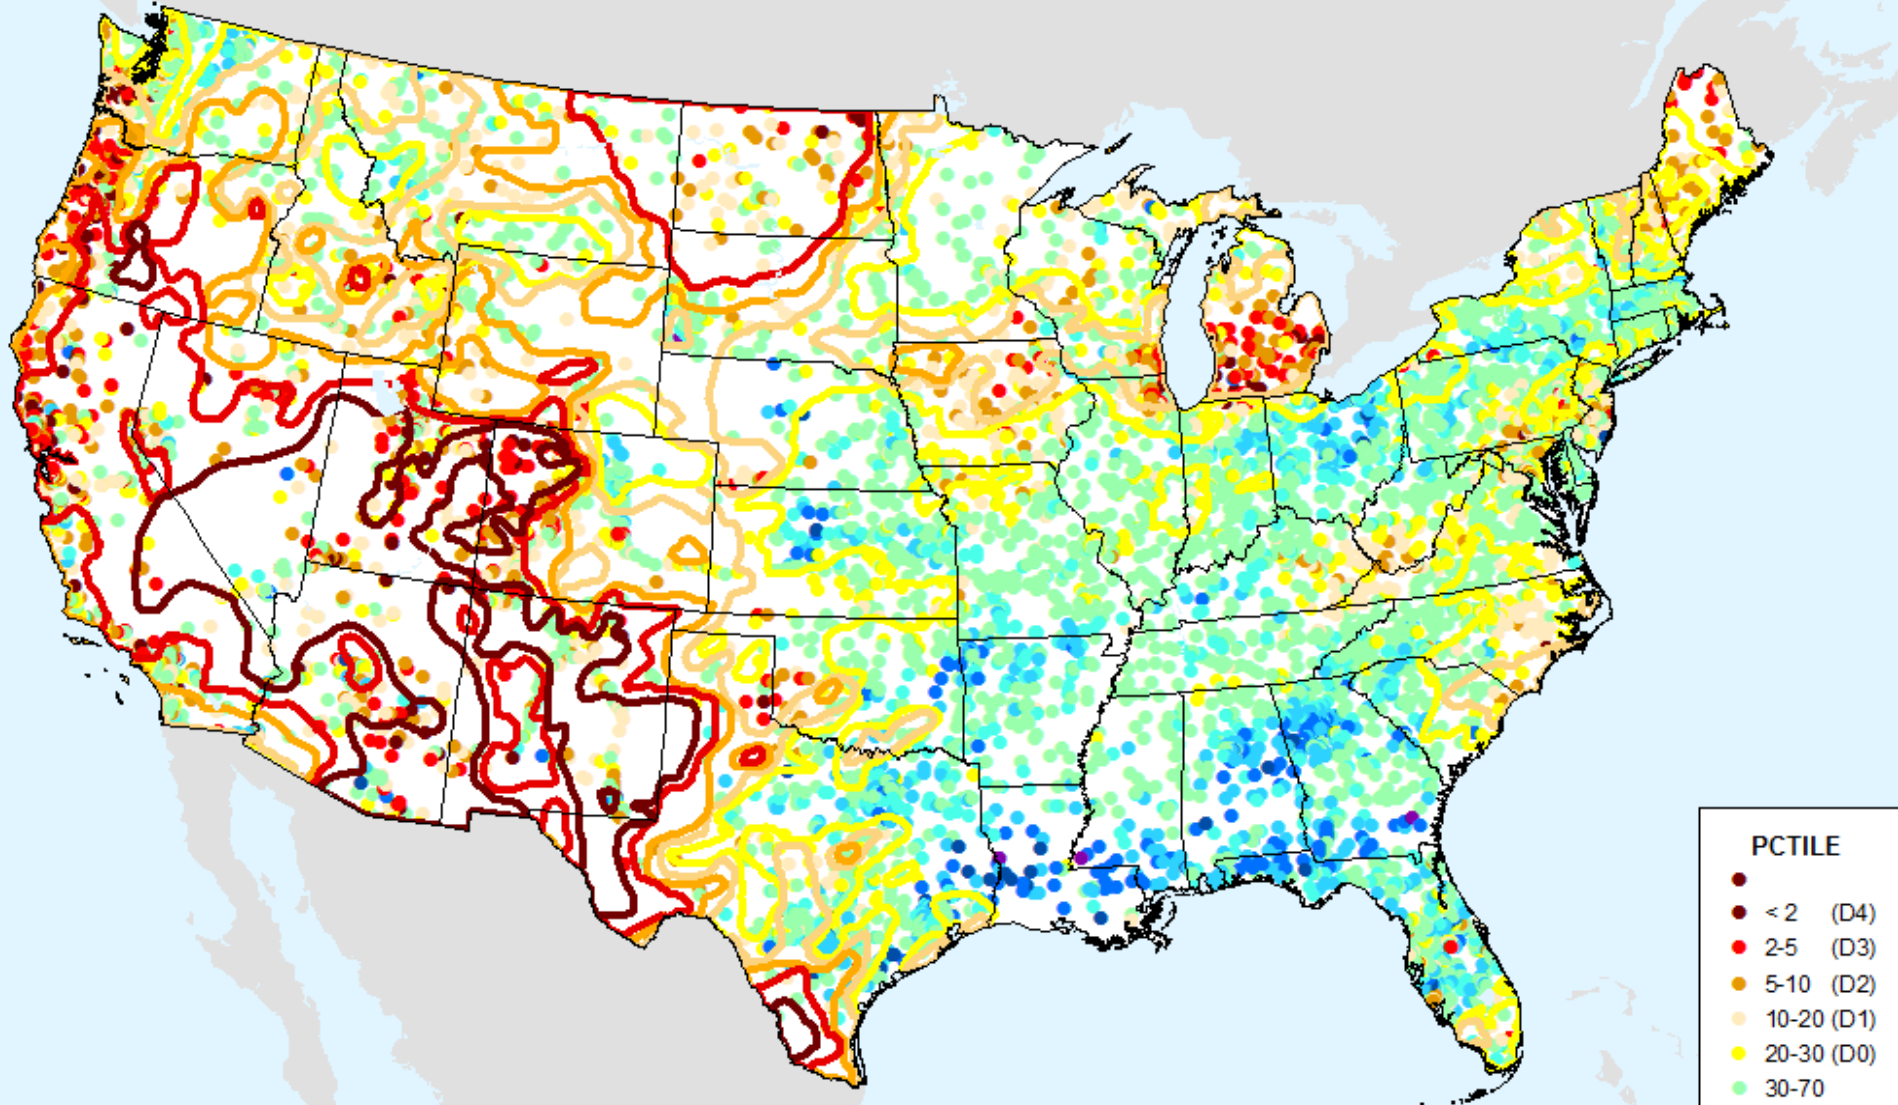 PCTILE
< 2 (D4)
2-5 (D3)
5-10 (D2)
10-20 (D1)
20-30 (D0)
30-70